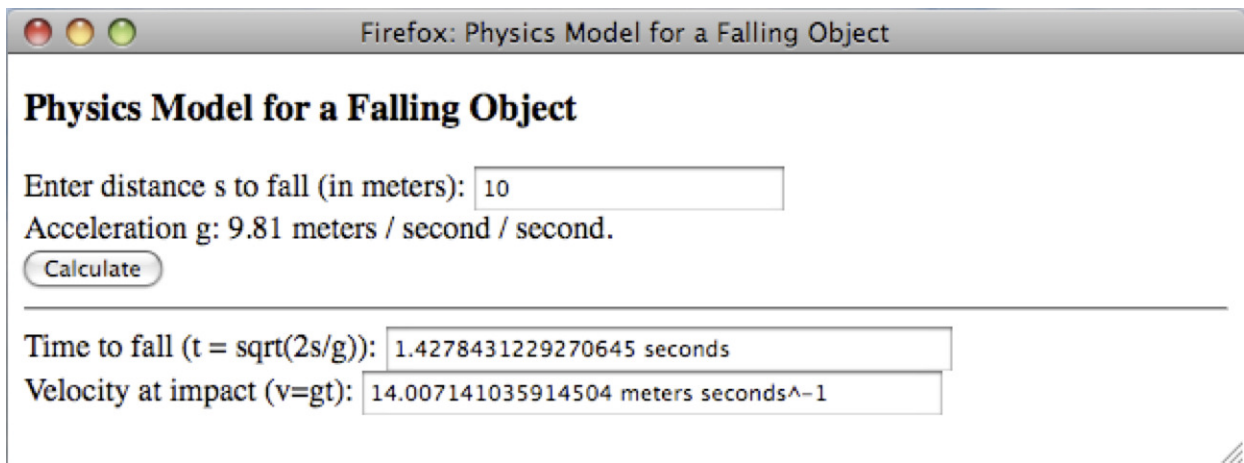 Firefox: Physics Model for a Falling Object
Physics Model for a Falling Object
Enter distance s to fall (in meters): 10
Acceleration g: 9.81 meters / second / second.
Calculate
Time to fall (t = sqrt(2s/g)): 1.4278431229270645 seconds
Velocity at impact (v=gt): 14.007141035914504 meters seconds^-1